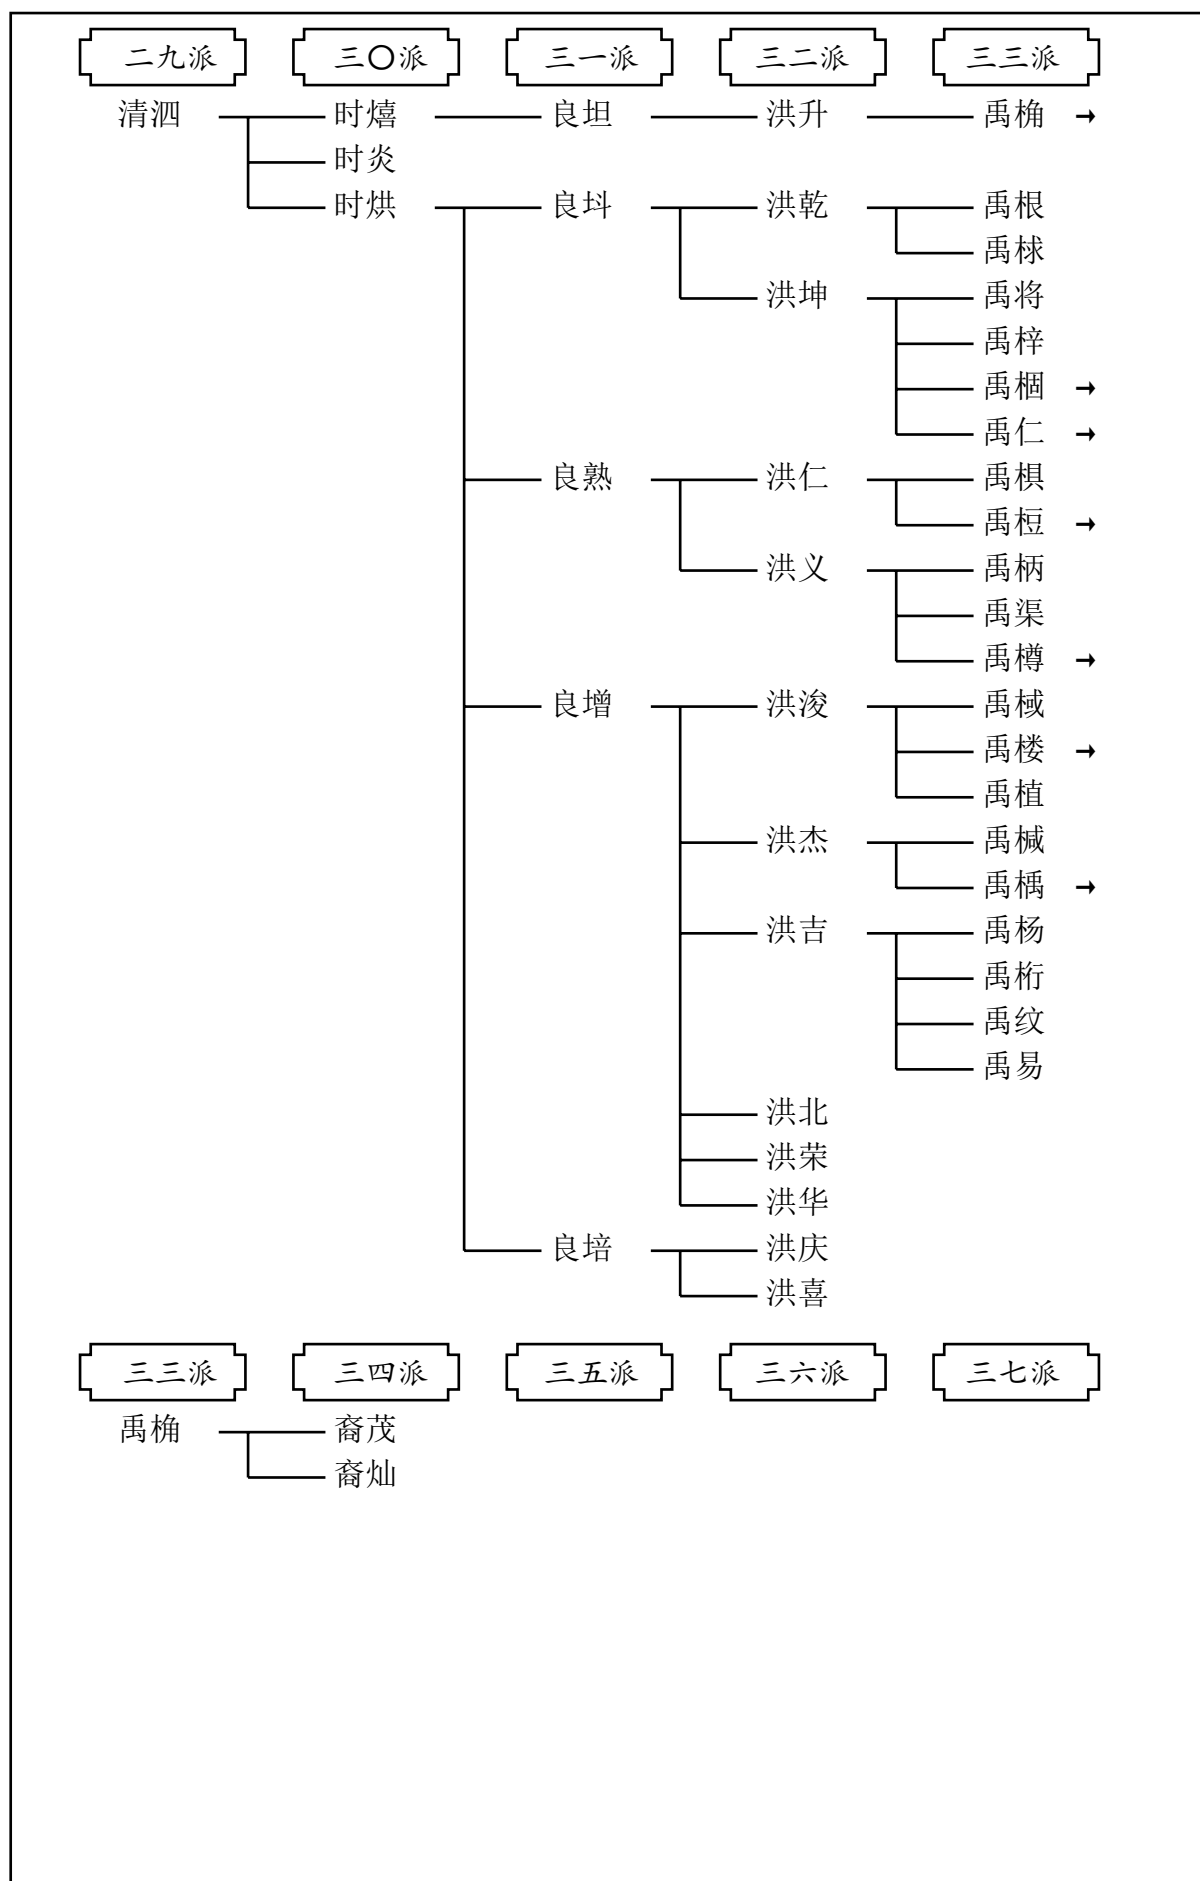 二九派 三〇派 三一派 三二派 三三派
清泗 时熺 良坦 洪升 禹桷 →
时炎
时烘 良抖 洪乾 禹根
禹梂
洪坤 禹将
禹梓
禹棝 →
禹仁 →
良熟 洪仁 禹椇
禹梪 →
洪义 禹柄
禹渠
禹樽 →
良增 洪浚 禹棫
禹楼 →
禹植
洪杰 禹椷
禹楀 →
洪吉 禹杨
禹桁
禹纹
禹易
洪北
洪荣
洪华
良培 洪庆
洪喜
三三派 三四派 三五派 三六派 三七派
禹桷 裔茂
裔灿